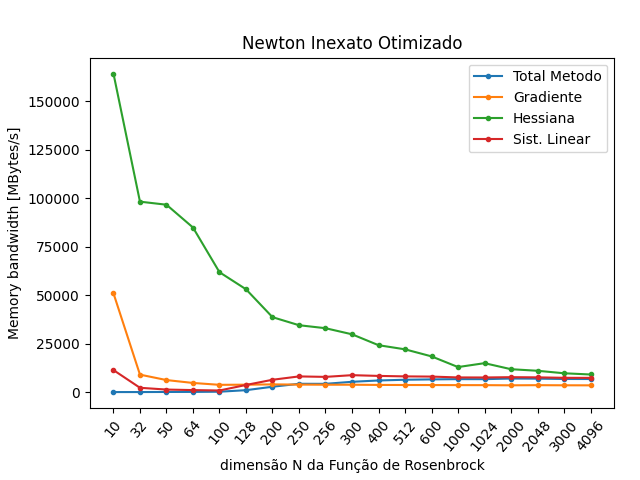 Newton Inexato Otimizado
Total Metodo
Gradiente
Hessiana
Sist. Linear
Memory bandwidth [MBytes/s]
150000
125000
100000
75000
50000
25000
0
10 32 50 64 100 128 200 250 256 300 400 512 600 1000 1024 2000 2048 3000 4096
dimensão N da Função de Rosenbrock